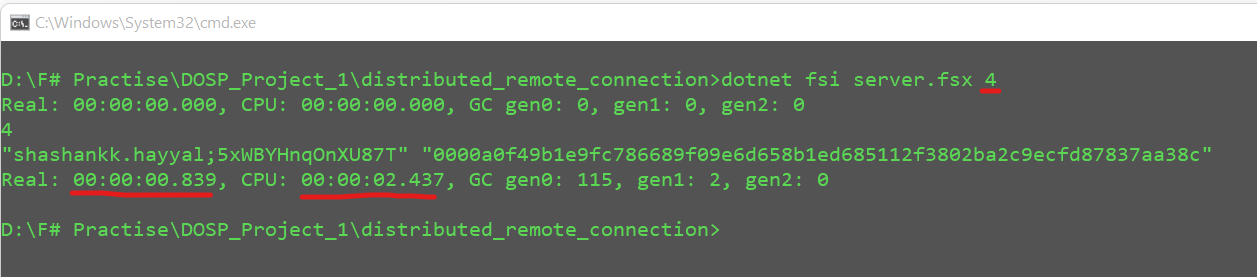 C:\Windows\System32\cmd.exe
D:\F# Practise\DOSP_Project_1\distributed_remote_connection>dotnet fsi server.fsx 4
Real: 00:00:00.000, CPU: 00:00:00.000, GC gen0: 0, gen1: 0, gen2: 0
4
"shashankk.hayyal;5xWBYHnqOnXU87T" "0000a0f49b1e9fc786689f09e6d658b1ed685112f3802ba2c9ecfd87837aa38c"
Real: 00:00:00.839, CPU: 00:00:02.437, GC gen0: 115, gen1: 2, gen2: 0
D:\F# Practise\DOSP_Project_1\distributed_remote_connection>